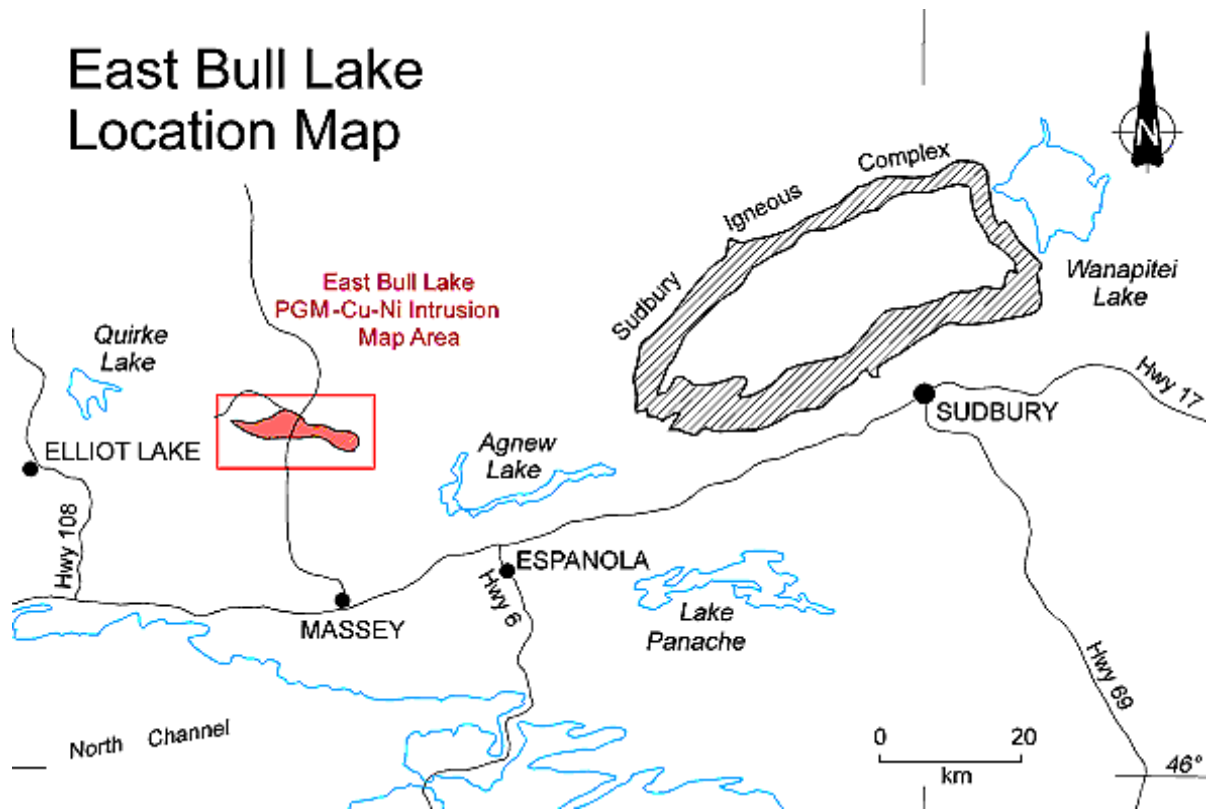 East Bull Lake
Location Map
N
Complex
Igneous
Sudbury
Wanapitei
Lake
East Bull Lake
PGM-Cu-Ni Intrusion
Map Area
Quirke
Lake
Hwy 17
SUDBURY
ELLIOT LAKE
Agnew
Lake
Hwy 108
ESPANOLA
Hwy 6
MASSEY
Lake
Panache
Hwy 69
North Channel
0 20
km
46°